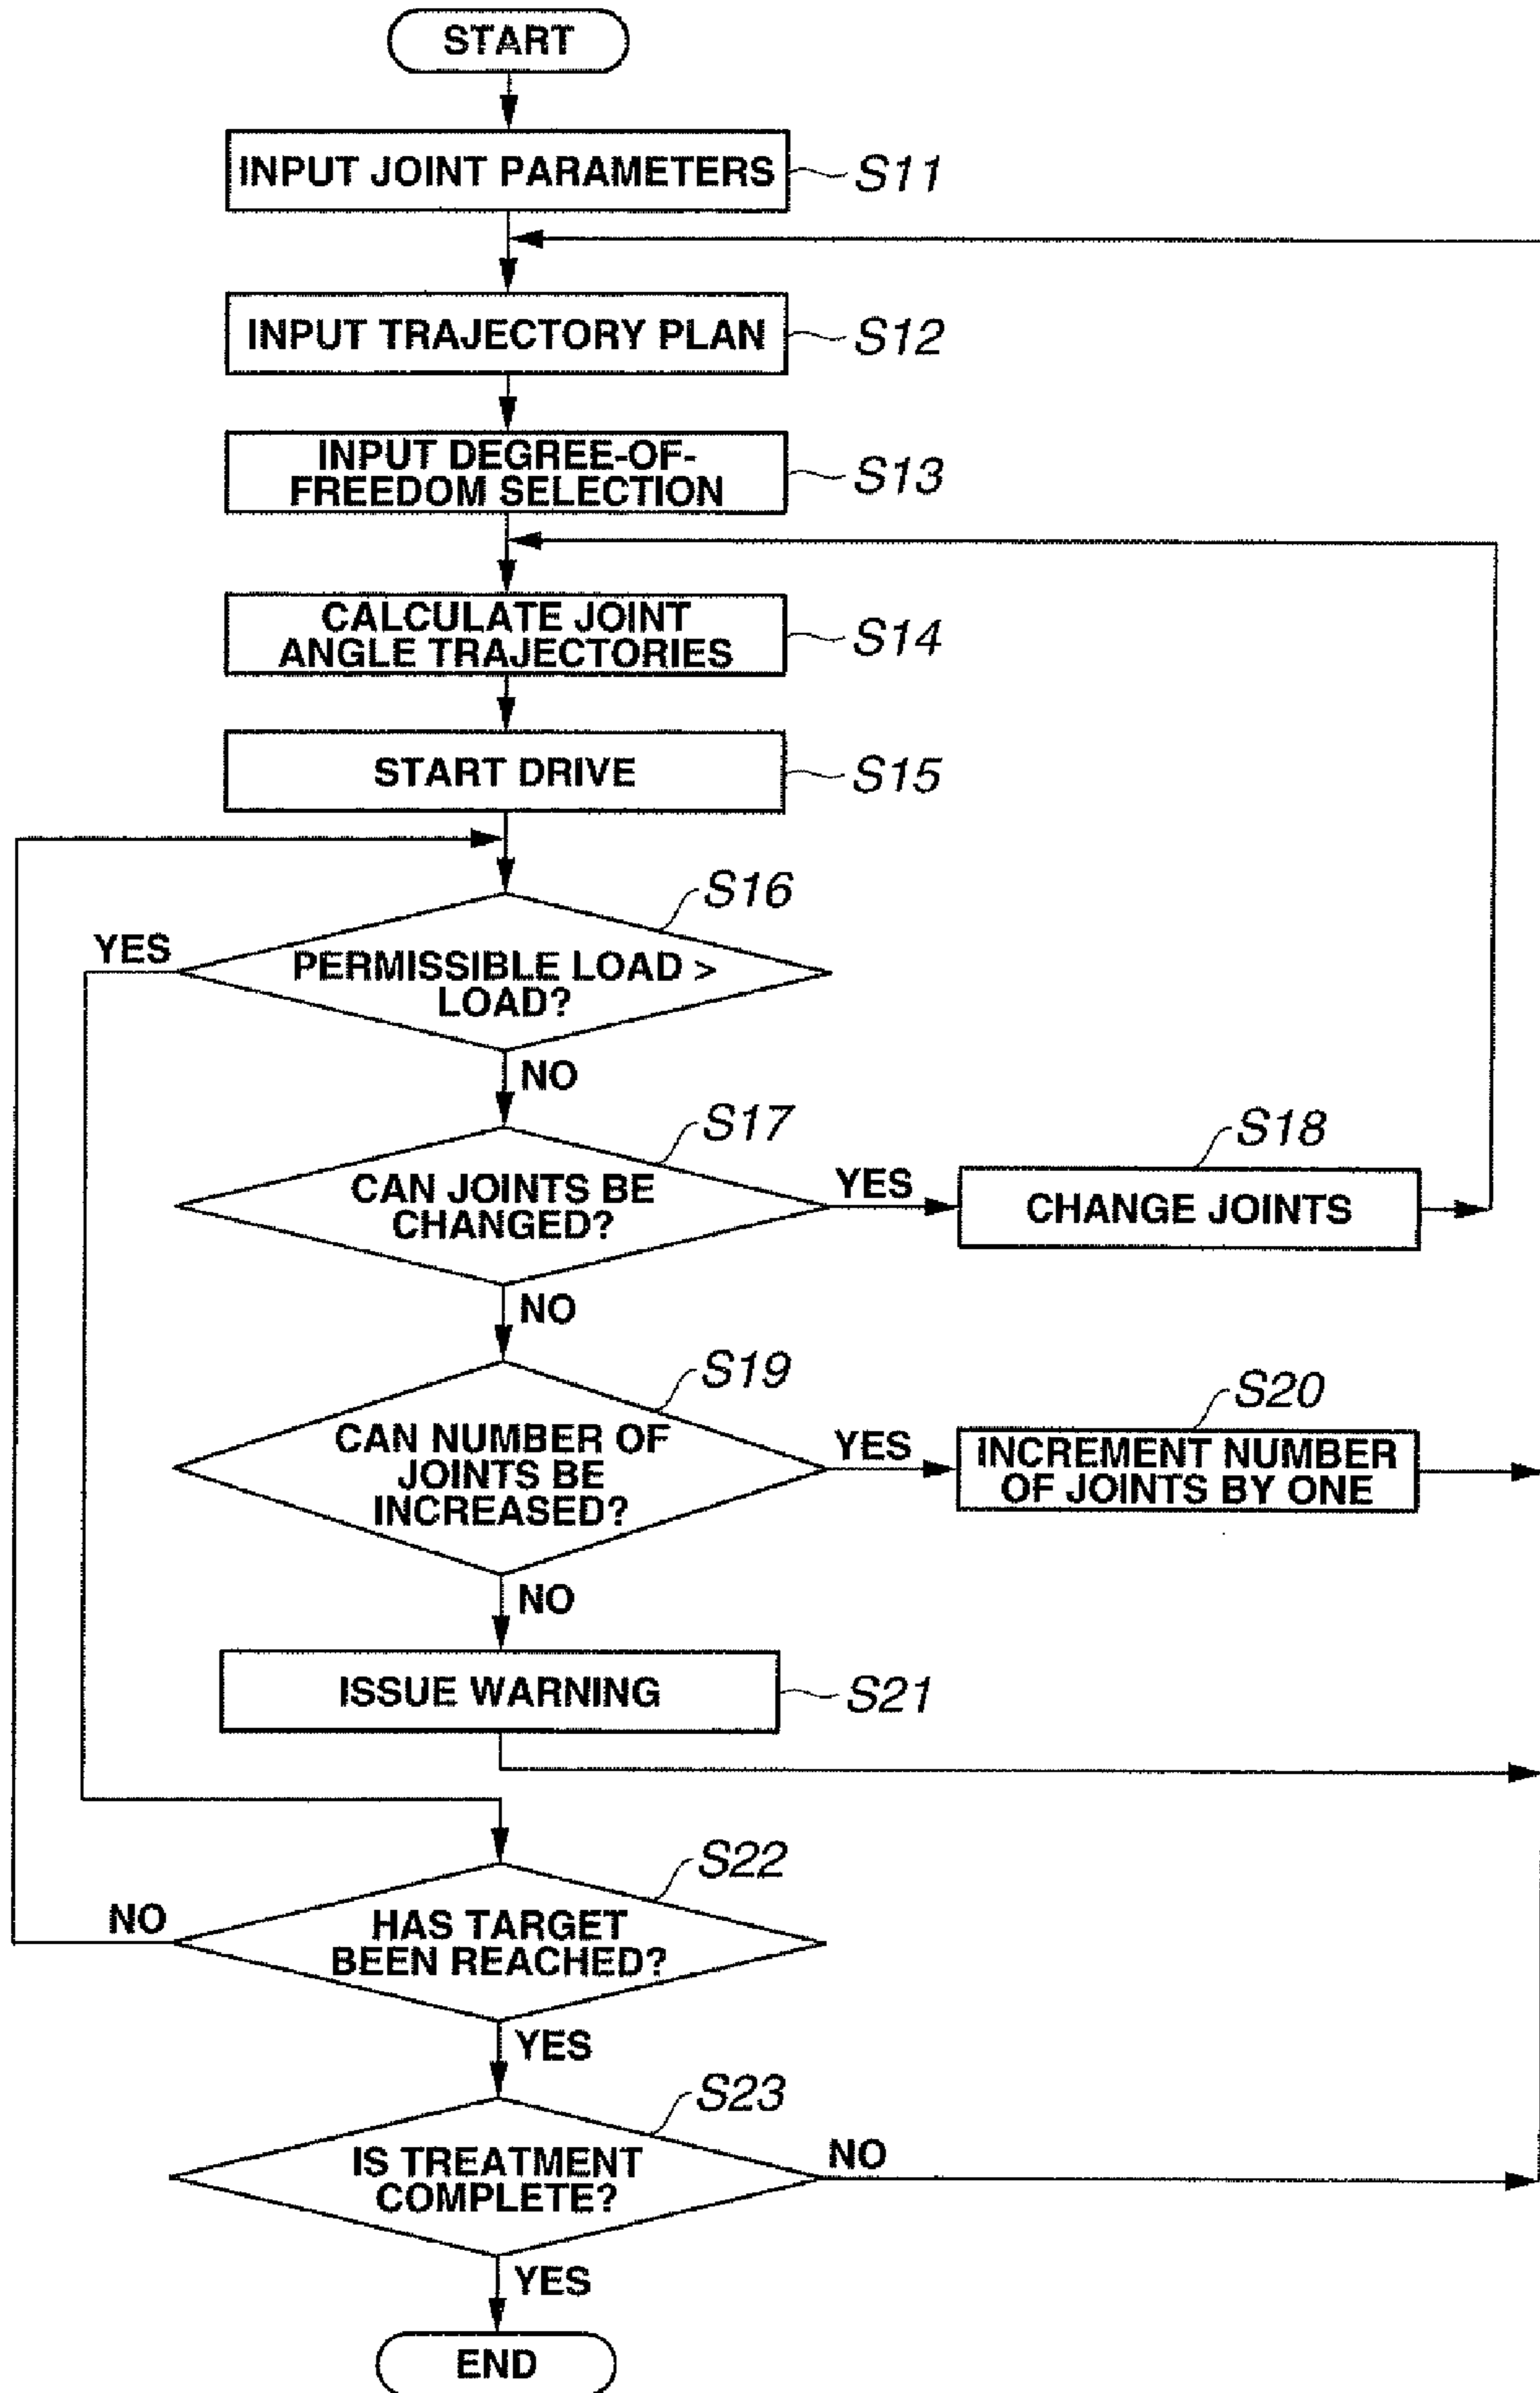 START
INPUT JOINT PARAMETERS
S11
INPUT TRAJECTORY PLAN
S12
INPUT DEGREE-OF-
FREEDOM SELECTION
S13
CALCULATE JOINT
ANGLE TRAJECTORIES
S14
START DRIVE
S15
S16
YES
PERMISSIBLE LOAD >
LOAD?
NO
S17
CAN JOINTS BE
CHANGED?
YES
S18
CHANGE JOINTS
NO
S19
CAN NUMBER OF
JOINTS BE
INCREASED?
YES
S20
INCREMENT NUMBER
OF JOINTS BY ONE
NO
ISSUE WARNING
S21
S22
NO
HAS TARGET
BEEN REACHED?
YES
S23
IS TREATMENT
COMPLETE?
NO
YES
END